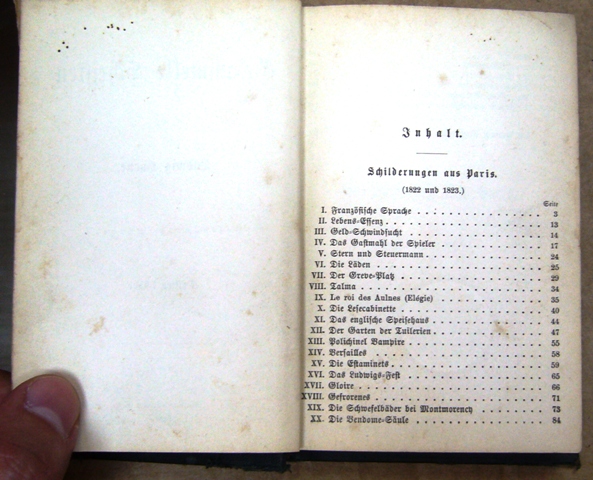 Inhalt.
Schilderungen aus Paris.
(1822 und 1823.)
Seite
I. Französische Sprache 3
II. Lebens-Essenz 13
III. Geld-Schwindsucht 14
IV. Das Gastmahl der Spieler 17
V. Stern und Steuermann 24
VI. Die Läden 25
VII. Der Greve-Platz 29
VIII. Talma 34
IX. Le roi des Aulnes (Elégie) 35
X. Die Lesecabinette 40
XI. Das englische Speisehaus 44
XII. Der Garten der Tuilerien 47
XIII. Polichinel Vampire 55
XIV. Versailles 58
XV. Die Estaminets 59
XVI. Das Ludwigs-Fest 65
XVII. Gloire 66
XVIII. Gefrorenes 71
XIX. Die Schwefelbäder bei Montmorency 73
XX. Die Vendome-Säule 84